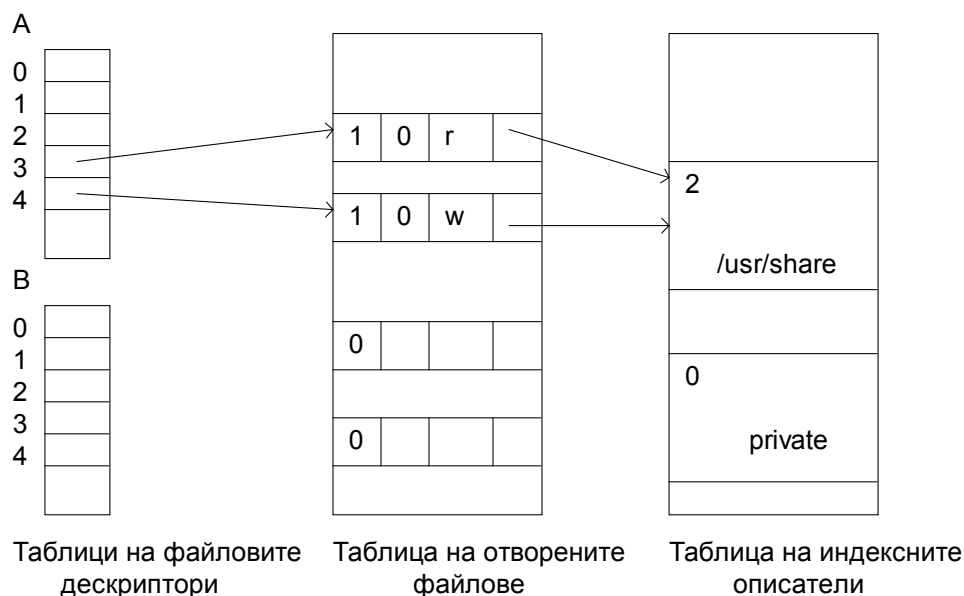 A
0
1
2
3
4
1 0 r
1 0 w
2
/usr/share
B
0
1
2
3
4
0
0
0
private
Таблици на файловите
дескриптори
Таблица на отворените
файлове
Таблица на индексните
описатели